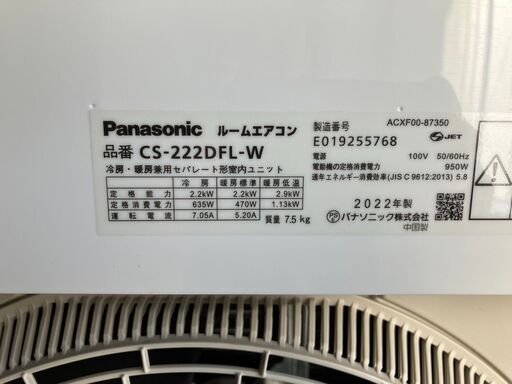 Panasonic ルームエアコン
品番 CS-222DFL-W
冷房・暖房兼用セパレート形室内ユニット
冷房 暖房標準 暖房低温
定格能力 2.2kW 2.2kW 2.9kW
定格消費電力 635W 470W 1.13kW
運転電流 7.05A 5.20A
質量 7.5kg
ACXF00-87350
製造番号
E019255768
S JET
電源 100V 50/60Hz
電動機の定格消費電力 950W
通年エネルギー消費効率(JIS C 9612:2013) 5.8
2022年製
PS E パナソニック株式会社
中国製